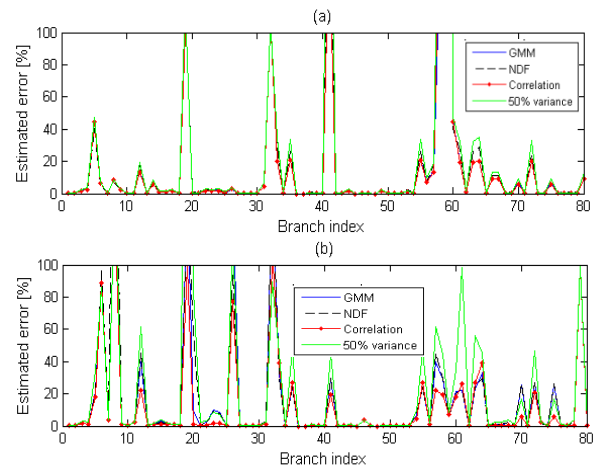 (a)
100
80
60
40
20
0
Estimated error [%]
GMM
NDF
Correlation
50% variance
0 10 20 30 40 50 60 70 80
Branch index
(b)
100
80
60
40
20
0
Estimated error [%]
GMM
NDF
Correlation
50% variance
0 10 20 30 40 50 60 70 80
Branch index